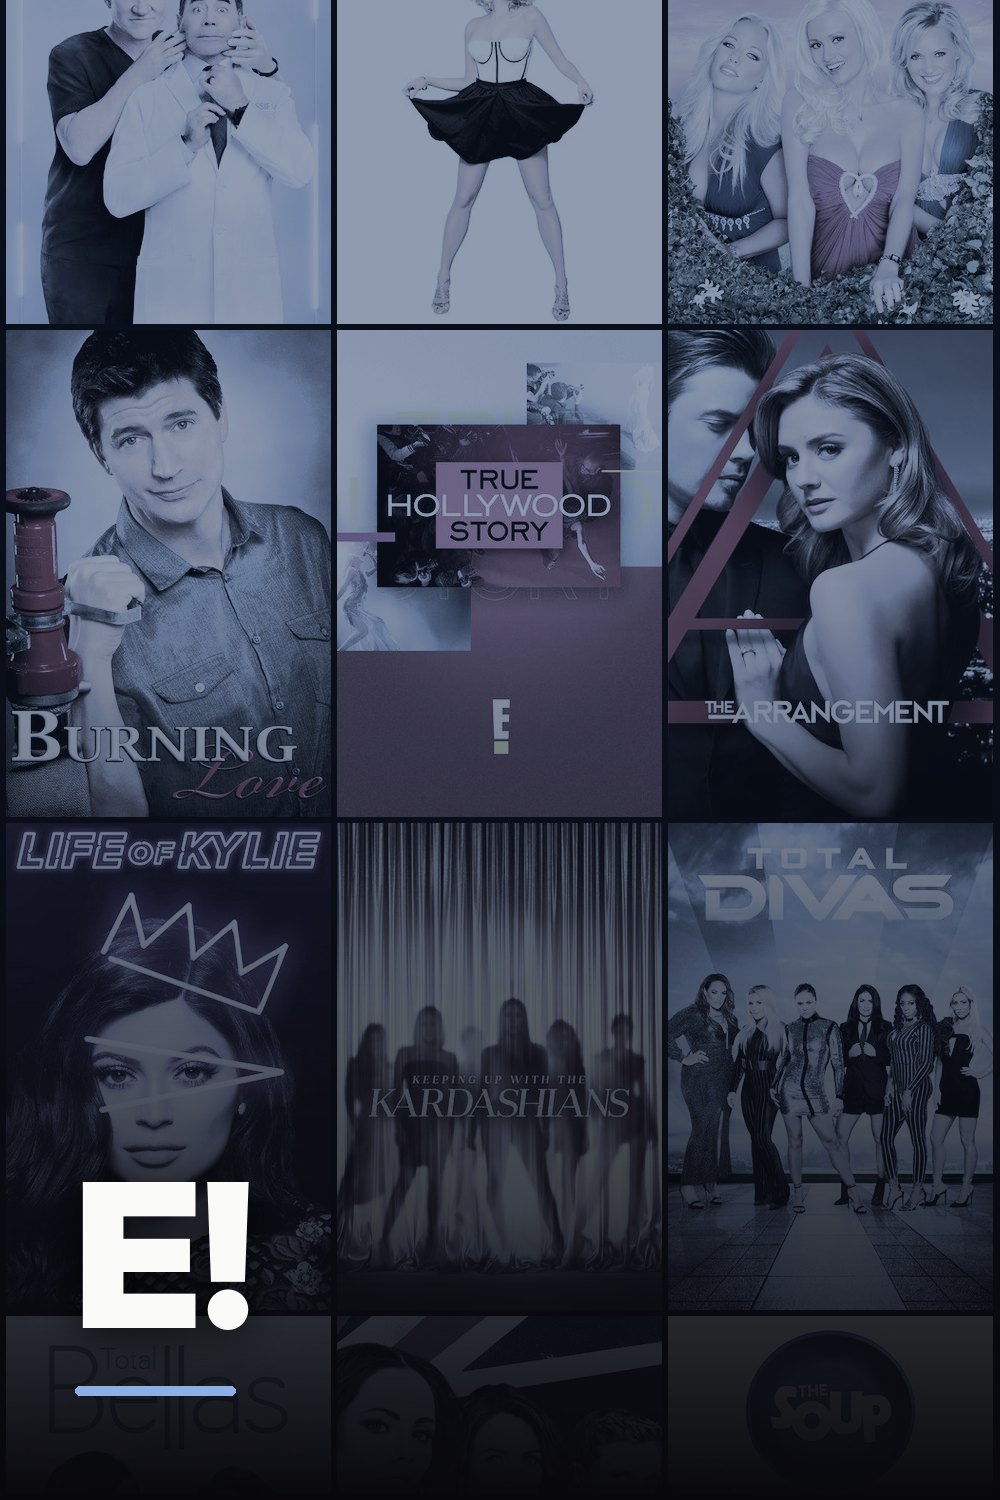 TRUE
HOLLYWOOD
STORY
E!
BURNING
Love
THE ARRANGEMENT
LIFE OF KYLIE
KEEPING UP WITH THE
KARDASHIANS
TOTAL
DIVAS
E!
Total
Bellas
THE
SOUP